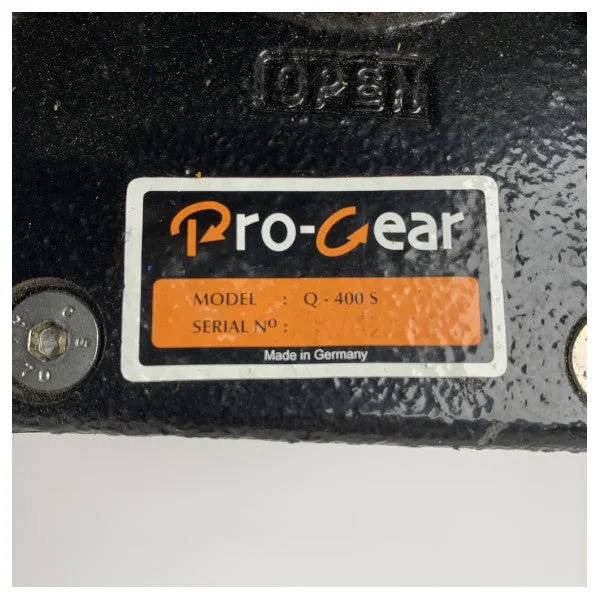 OPEN
Pro-Gear
MODEL : Q - 400 S
SERIAL Nº :
Made in Germany